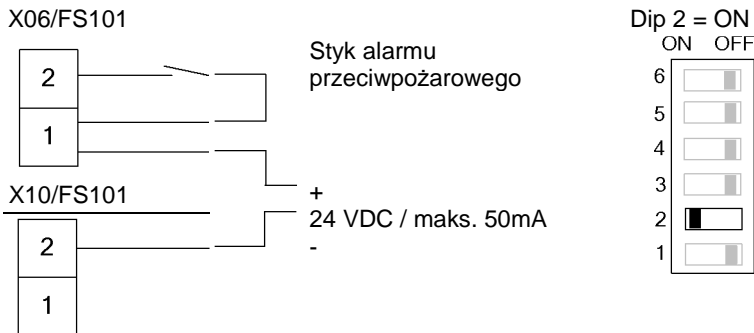 X06/FS101
2
1
Styk alarmu
przeciwpożarowego
X10/FS101
2
1
+
24 VDC / maks. 50mA
-
Dip 2 = ON
ON OFF
6
5
4
3
2
1